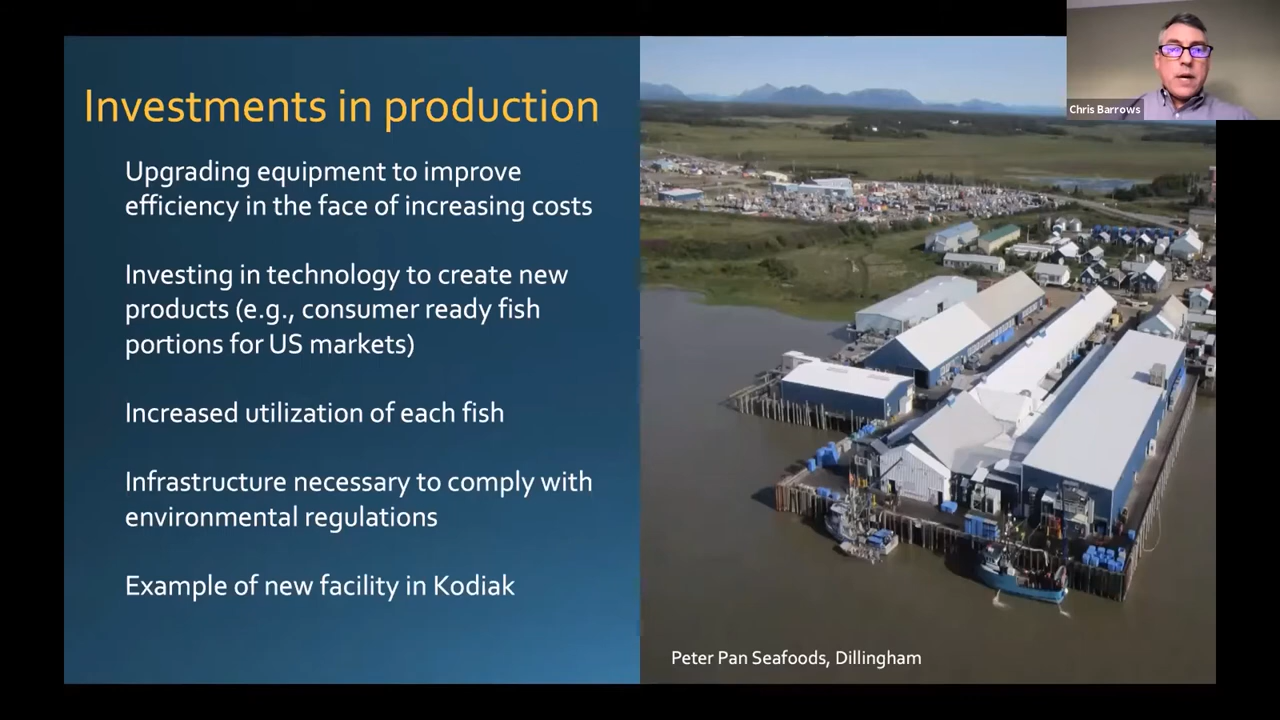 Investments in production
Upgrading equipment to improve
efficiency in the face of increasing costs
Investing in technology to create new
products (e.g., consumer ready fish
portions for US markets)
Increased utilization of each fish
Infrastructure necessary to comply with
environmental regulations
Example of new facility in Kodiak
Peter Pan Seafoods, Dillingham
Chris Barrows